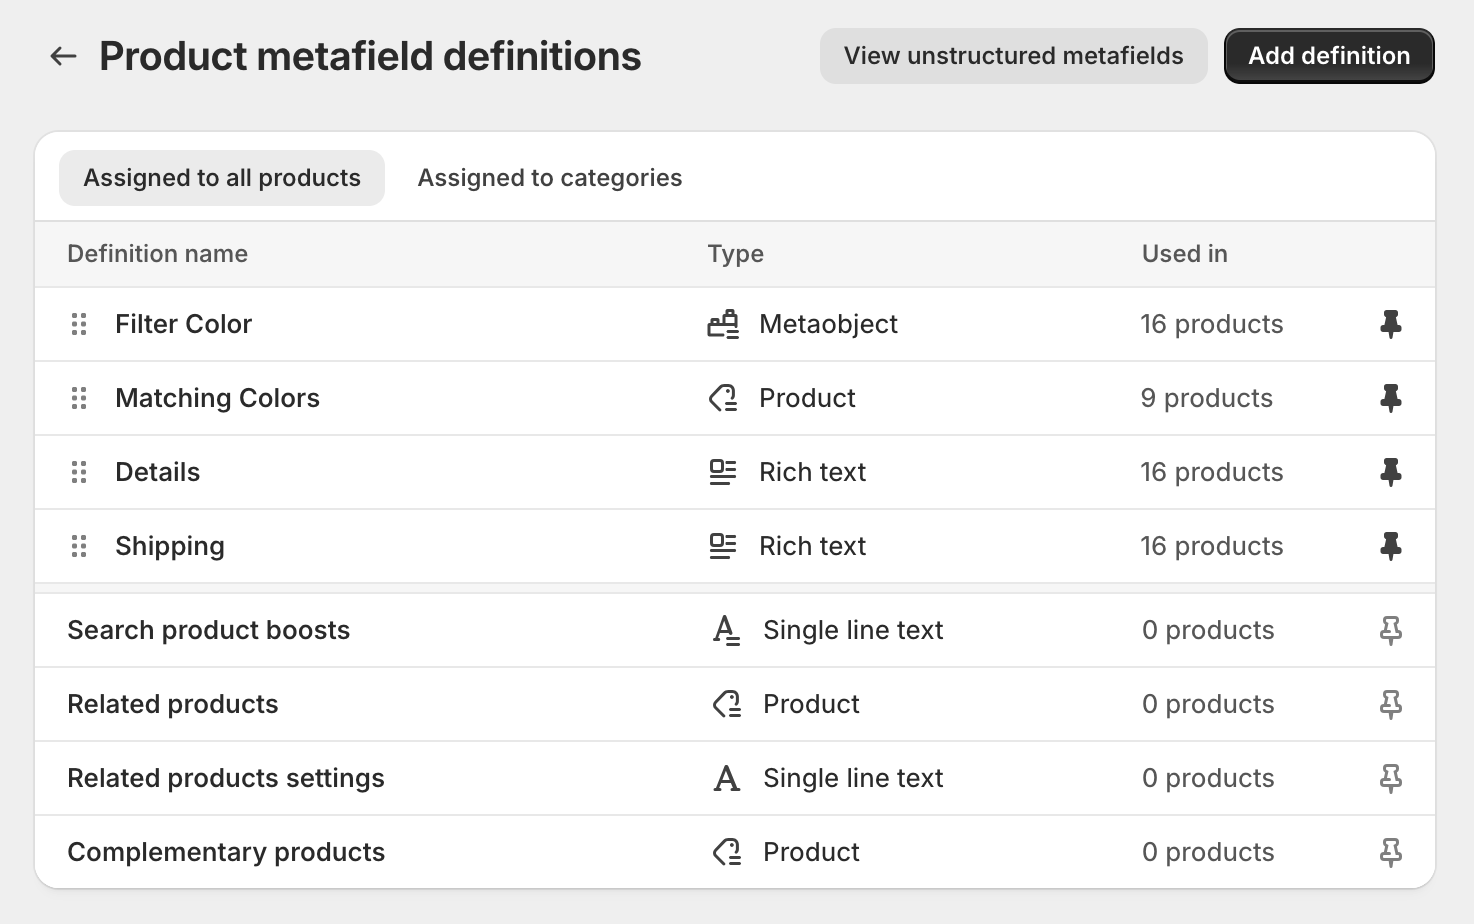 Product metafield definitions
View unstructured metafields
Add definition
Assigned to all products
Assigned to categories
Definition name
Type
Used in
Filter Color
Metaobject
16 products
Matching Colors
Product
9 products
Details
Rich text
16 products
Shipping
Rich text
16 products
Search product boosts
Single line text
0 products
Related products
Product
0 products
Related products settings
Single line text
0 products
Complementary products
Product
0 products